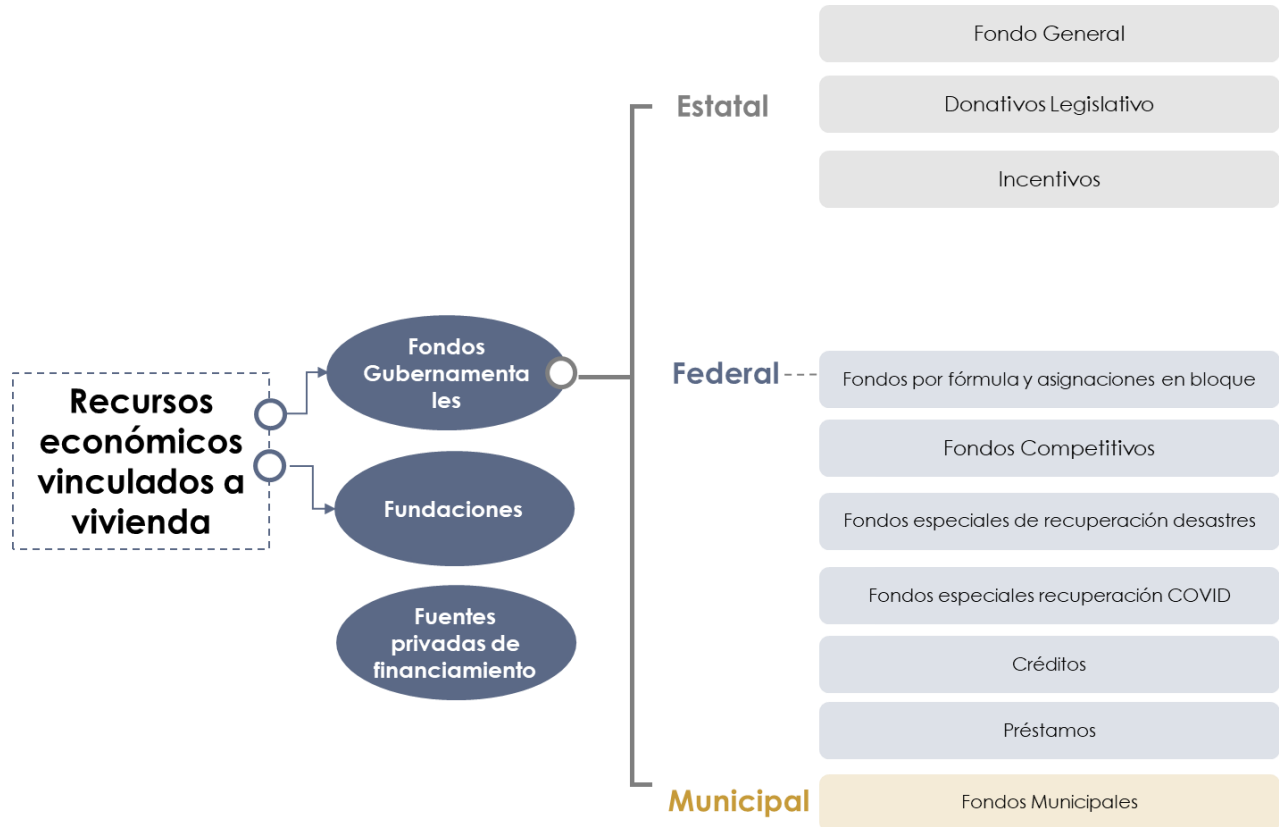 Recursos
económicos
vinculados a
vivienda
Fondos
Gubernamenta
les
Fundaciones
Fuentes
privadas de
financiamiento
Estatal
Fondo General
Donativos Legislativo
Incentivos
Federal
Fondos por fórmula y asignaciones en bloque
Fondos Competitivos
Fondos especiales de recuperación desastres
Fondos especiales recuperación COVID
Créditos
Préstamos
Municipal
Fondos Municipales